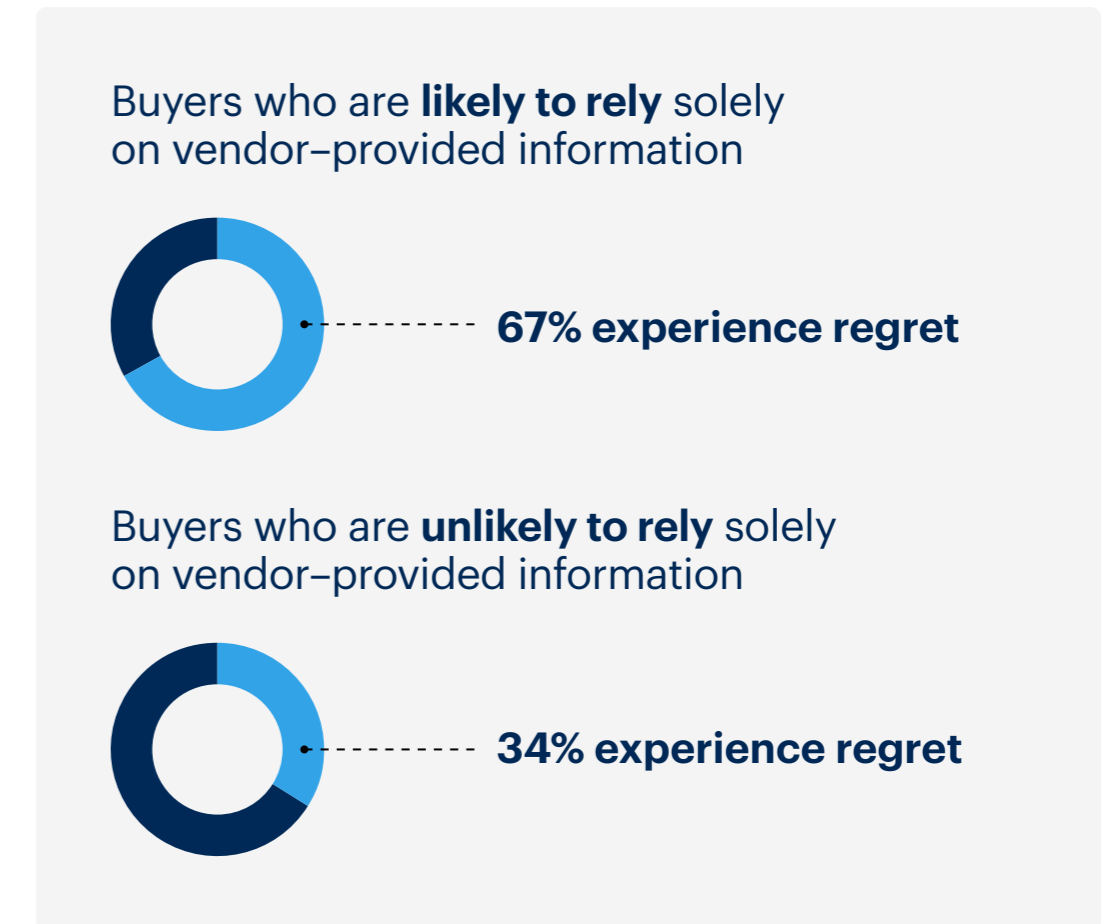 Buyers who are likely to rely solely
on vendor–provided information
67% experience regret
Buyers who are unlikely to rely solely
on vendor–provided information
34% experience regret